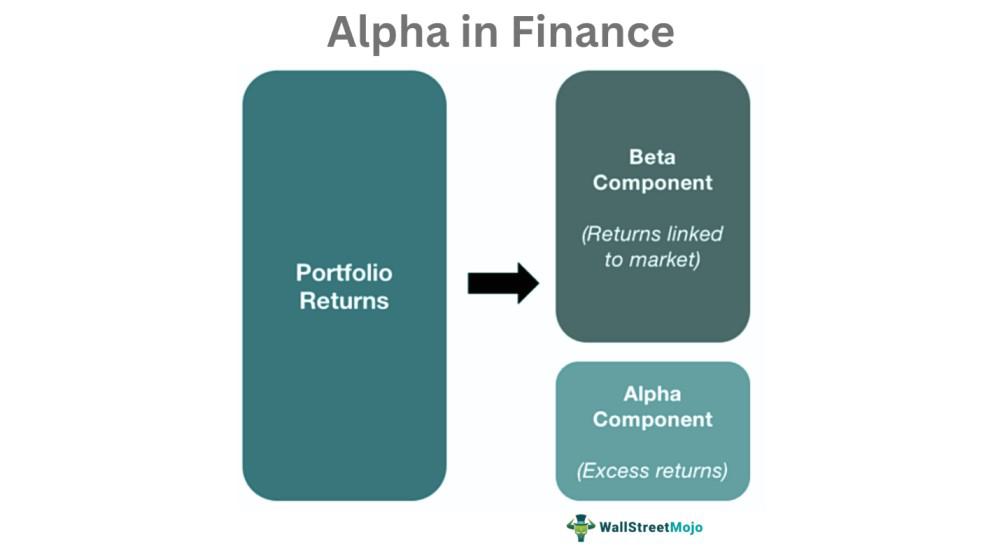 Alpha in Finance
Portfolio
Returns
Beta
Component
(Returns linked
to market)
Alpha
Component
(Excess returns)
WallStreetMojo